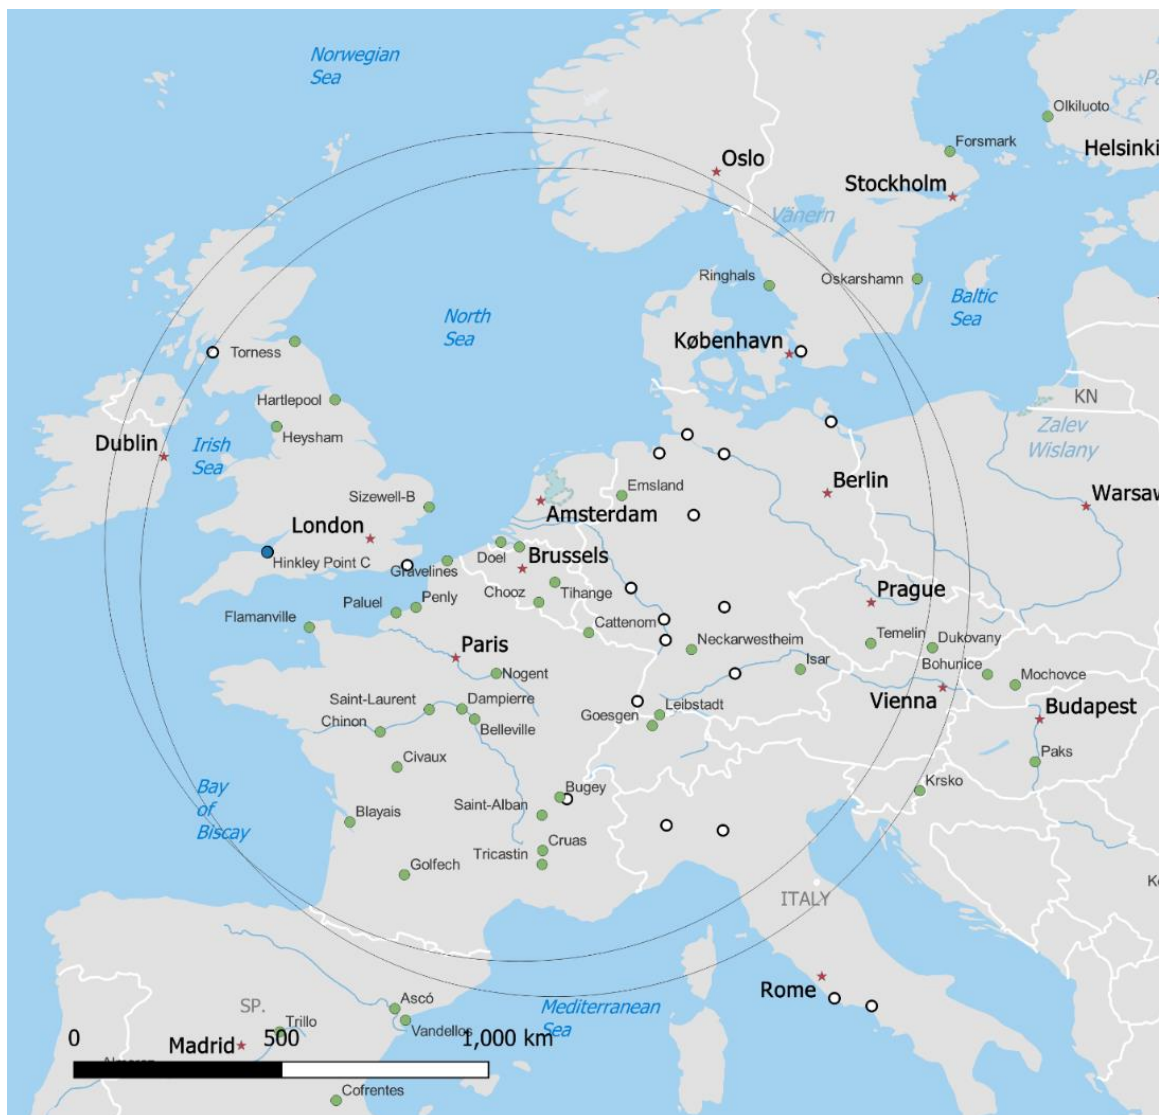 Norwegian
Sea
Olkiluoto
Forsmark
Helsinki
Oslo
Stockholm
Vänern
Ringhals
Oskarshamn
Baltic
Sea
North
Sea
København
Torness
KN
Hartlepool
Zalev
Wislany
Heysham
Dublin
Irish
Sea
Emsland
Berlin
Sizewell-B
Warsaw
Amsterdam
London
Doel
Brussels
Hinkley Point C
Gravelines
Chooz
Tihange
Prague
Flamanville
Paluel
Penly
Cattenom
Temelin
Dukovany
Neckarwestheim
Paris
Isar
Bohunice
Mochovce
Nogent
Saint-Laurent
Dampierre
Vienna
Leibstadt
Goesgen
Budapest
Chinon
Belleville
Civaux
Paks
Bay
of
Biscay
Bugey
Krsko
Saint-Alban
Blayais
Cruas
Tricastin
Golfech
ITALY
Rome
SP.
Ascó
Mediterranean
Sea
Trillo
Vandellos
Madrid
0
500
1,000 km
Cofrentes